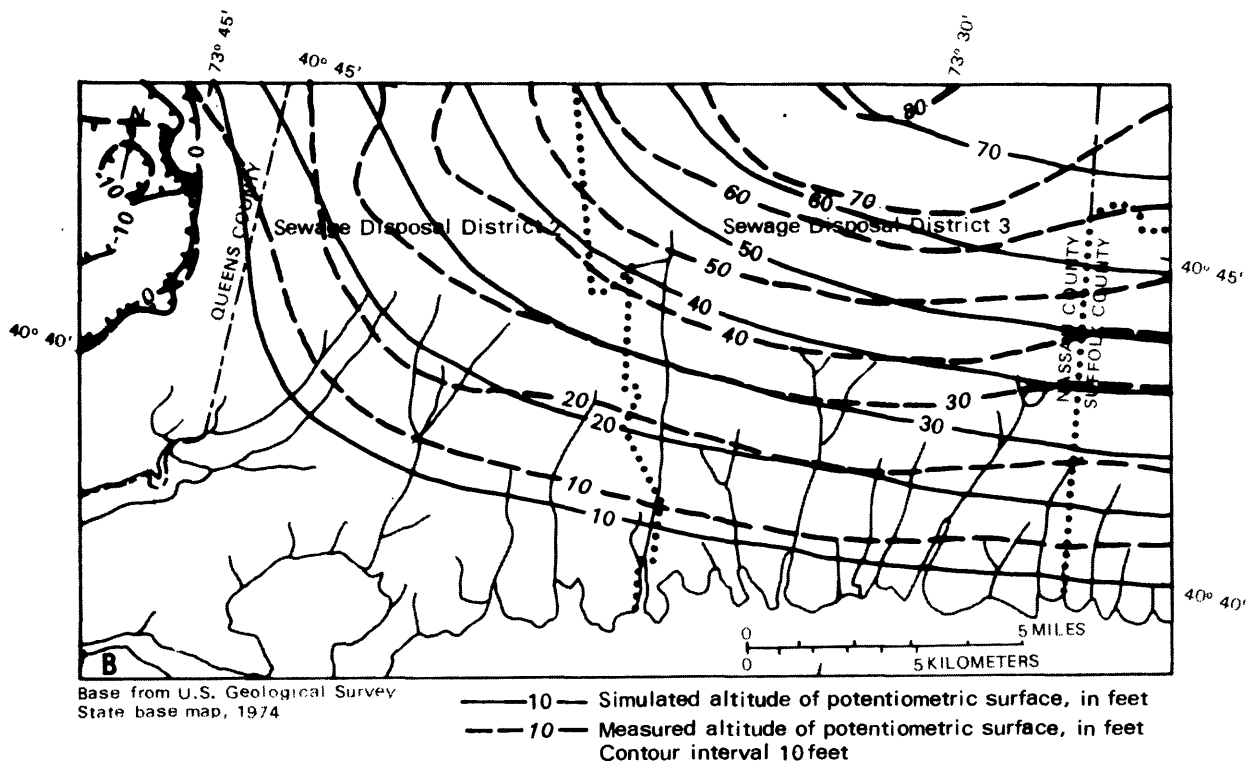 73° 45'
40° 45'
73° 30'
N
0
-10
-10
0
QUEENS COUNTY
Sewage Disposal District 2
Sewage Disposal District 3
80
70
70
60
60
50
50
40
40
30
30
20
20
10
10
NASSAU COUNTY
SUFFOLK COUNTY
40° 40'
40° 45'
40° 40'
0 5 MILES
0 5 KILOMETERS
B
Base from U.S. Geological Survey
State base map, 1974
10 Simulated altitude of potentiometric surface, in feet
10 Measured altitude of potentiometric surface, in feet
Contour interval 10 feet